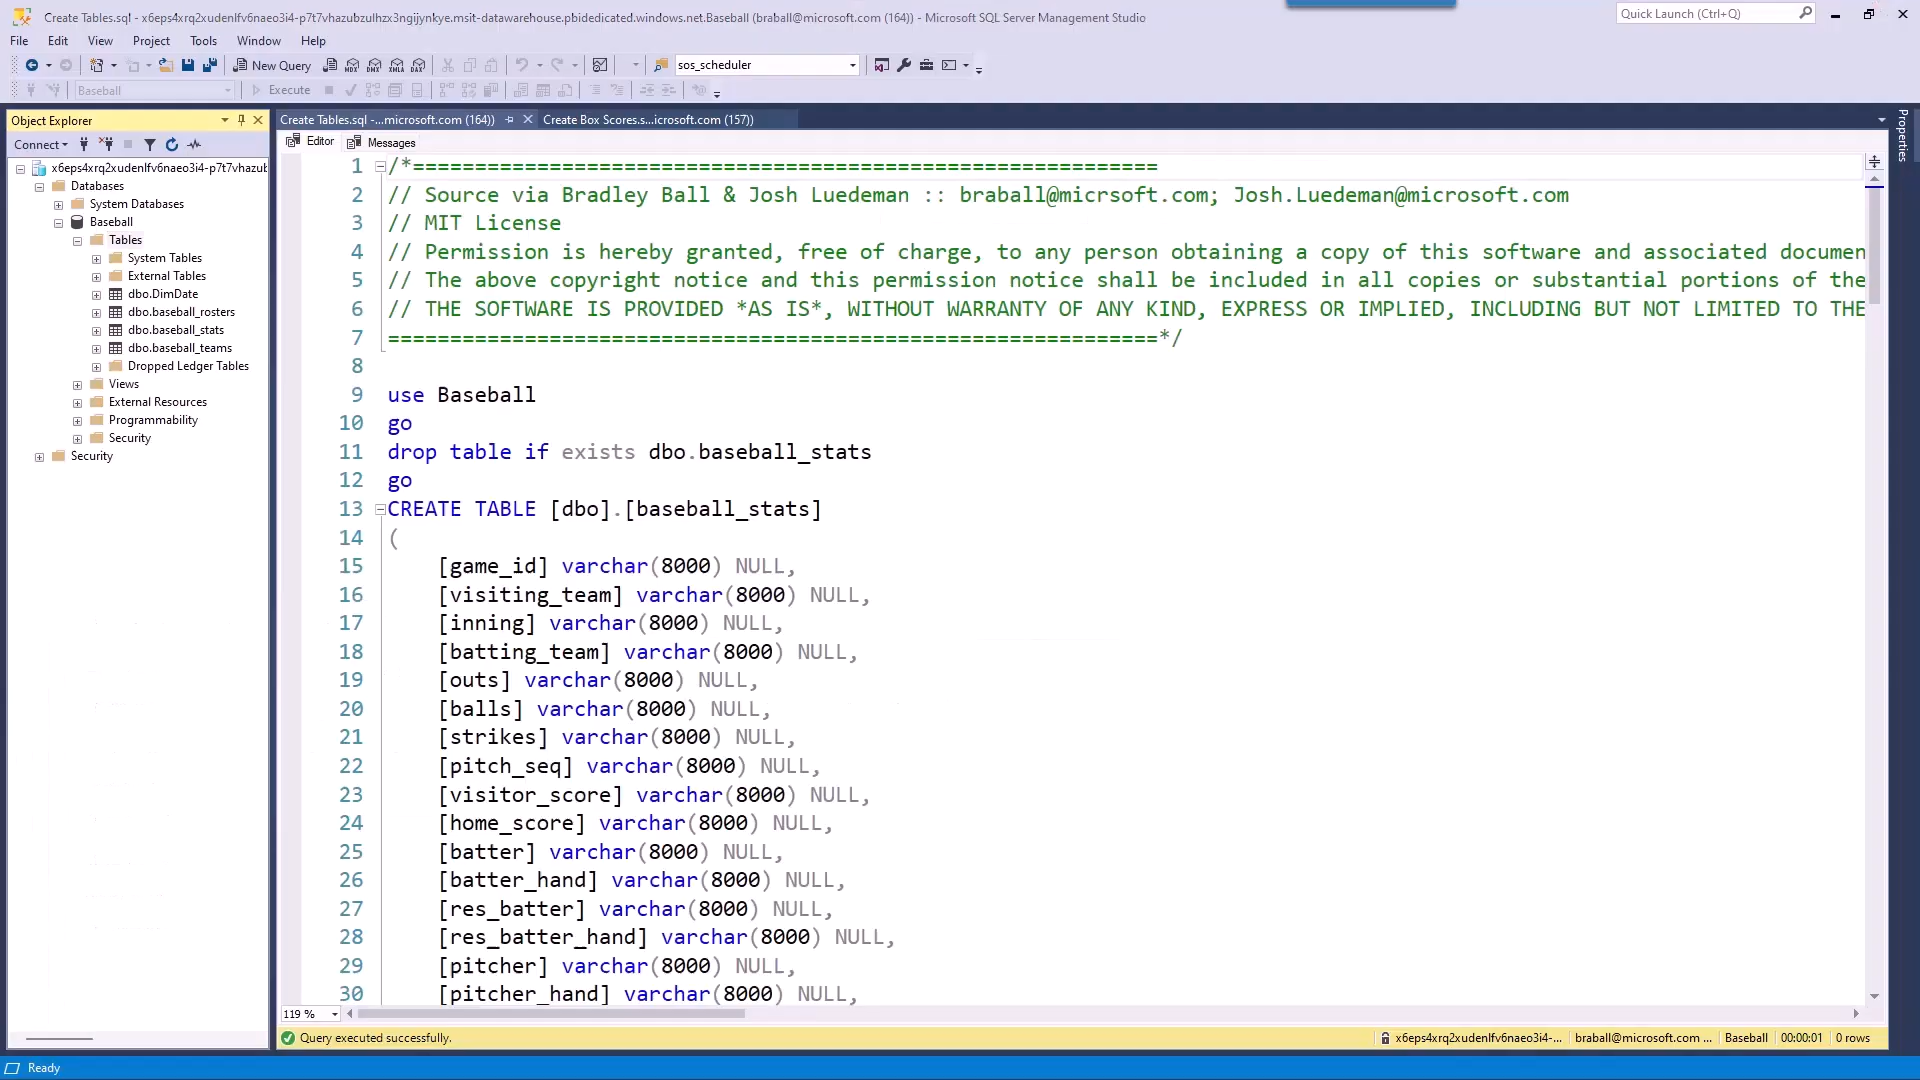 Create Tables.sql - x6eps4xrq2xudenlfv6naeo3i4-p7t7vhazubzulhzx3ngijynkye.msit-datawarehouse.pbidedicated.windows.net.Baseball (braball@microsoft.com (164)) - Microsoft SQL Server Management Studio
Quick Launch (Ctrl+Q)
File Edit View Project Tools Window Help
New Query
MDX DMX XMLA DAX
sos_scheduler
Baseball
Execute
Object Explorer
Create Tables.sql -...microsoft.com (164))
Create Box Scores.s...icrosoft.com (157))
Properties
Connect
Editor
Messages
x6eps4xrq2xudenlfv6naeo3i4-p7t7vhazub
Databases
System Databases
Baseball
Tables
System Tables
External Tables
dbo.DimDate
dbo.baseball_rosters
dbo.baseball_stats
dbo.baseball_teams
Dropped Ledger Tables
Views
External Resources
Programmability
Security
Security
1 /*============================================================
2 // Source via Bradley Ball & Josh Luedeman :: braball@micrsoft.com; Josh.Luedeman@microsoft.com
3 // MIT License
4 // Permission is hereby granted, free of charge, to any person obtaining a copy of this software and associated documen
5 // The above copyright notice and this permission notice shall be included in all copies or substantial portions of the
6 // THE SOFTWARE IS PROVIDED *AS IS*, WITHOUT WARRANTY OF ANY KIND, EXPRESS OR IMPLIED, INCLUDING BUT NOT LIMITED TO THE
7 ==============================================================*/
8
9 use Baseball
10 go
11 drop table if exists dbo.baseball_stats
12 go
13 CREATE TABLE [dbo].[baseball_stats]
14 (
15 [game_id] varchar(8000) NULL,
16 [visiting_team] varchar(8000) NULL,
17 [inning] varchar(8000) NULL,
18 [batting_team] varchar(8000) NULL,
19 [outs] varchar(8000) NULL,
20 [balls] varchar(8000) NULL,
21 [strikes] varchar(8000) NULL,
22 [pitch_seq] varchar(8000) NULL,
23 [visitor_score] varchar(8000) NULL,
24 [home_score] varchar(8000) NULL,
25 [batter] varchar(8000) NULL,
26 [batter_hand] varchar(8000) NULL,
27 [res_batter] varchar(8000) NULL,
28 [res_batter_hand] varchar(8000) NULL,
29 [pitcher] varchar(8000) NULL,
30 [pitcher_hand] varchar(8000) NULL,
119 %
Query executed successfully.
x6eps4xrq2xudenlfv6naeo3i4-... braball@microsoft.com ... Baseball 00:00:01 0 rows
Ready